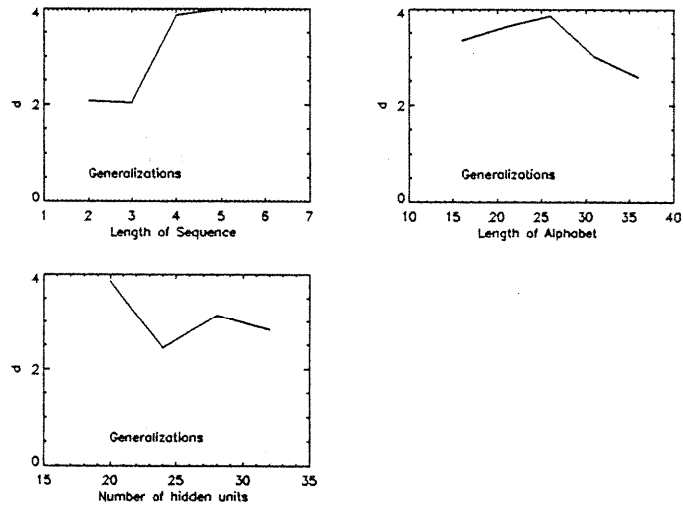 4
d
2
Generalizations
0
1 2 3 4 5 6 7
Length of Sequence
4
d
2
Generalizations
0
10 15 20 25 30 35 40
Length of Alphabet
4
d
2
Generalizations
0
15 20 25 30 35
Number of hidden units